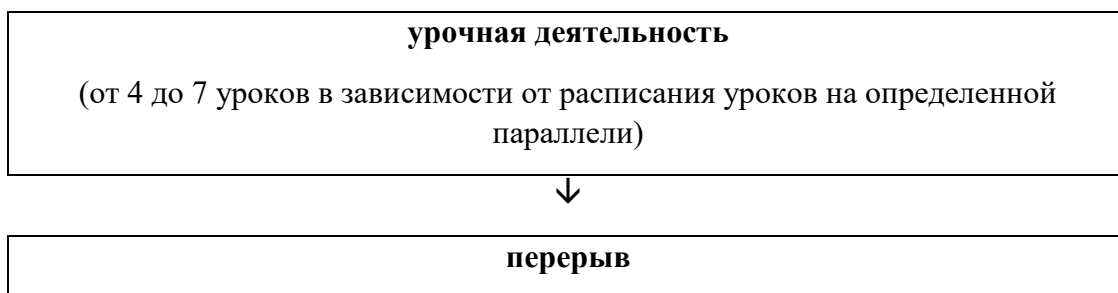 урочная деятельность
(от 4 до 7 уроков в зависимости от расписания уроков на определенной
параллели)
↓
перерыв